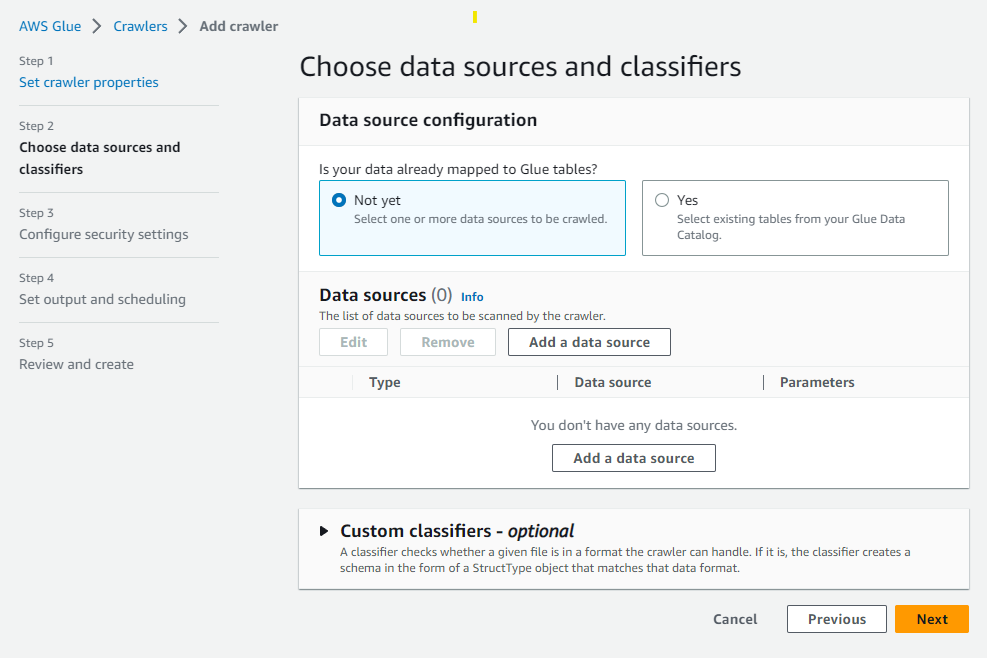 AWS Glue > Crawlers > Add crawler
Step 1
Set crawler properties
Step 2
Choose data sources and
classifiers
Step 3
Configure security settings
Step 4
Set output and scheduling
Step 5
Review and create
Choose data sources and classifiers
Data source configuration
Is your data already mapped to Glue tables?
Not yet
Select one or more data sources to be crawled.
Yes
Select existing tables from your Glue Data
Catalog.
Data sources (0) Info
The list of data sources to be scanned by the crawler.
Edit Remove Add a data source
Type Data source Parameters
You don't have any data sources.
Add a data source
Custom classifiers - optional
A classifier checks whether a given file is in a format the crawler can handle. If it is, the classifier creates a
schema in the form of a StructType object that matches that data format.
Cancel Previous Next